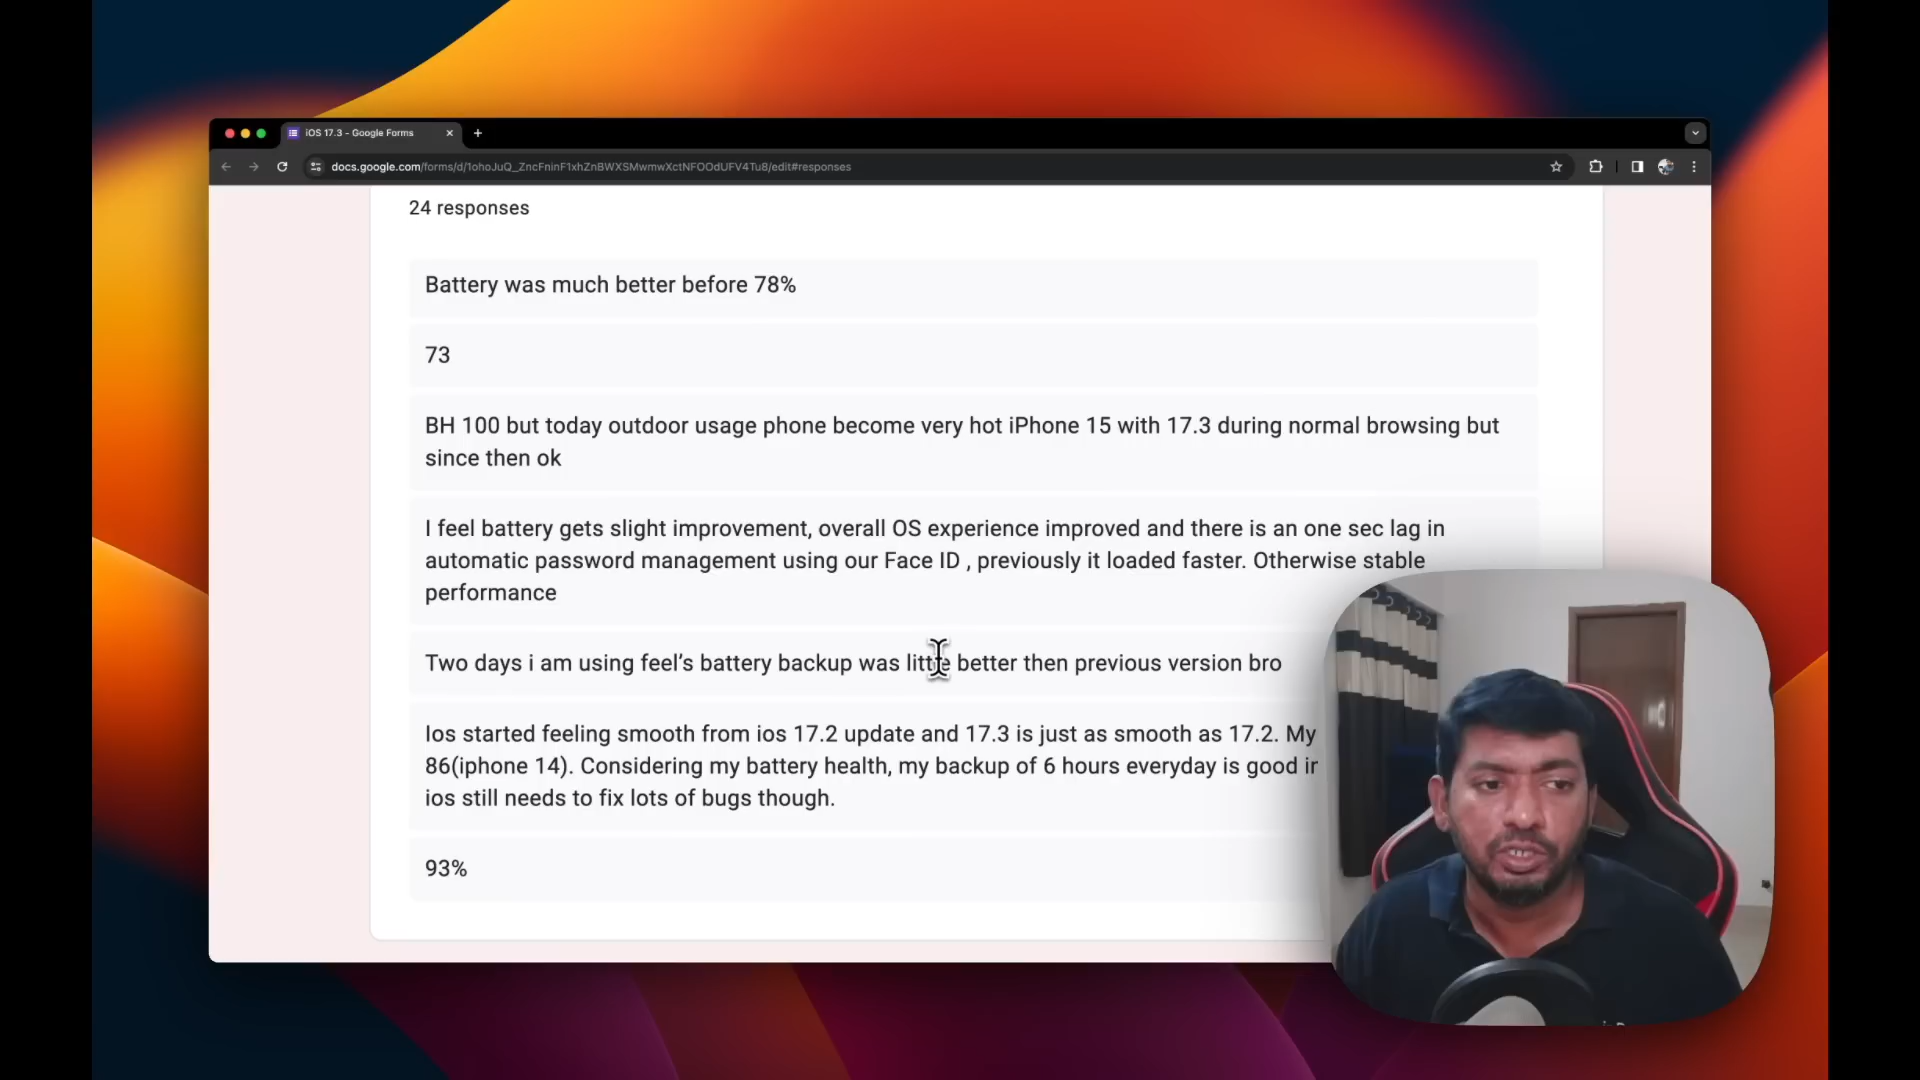 iOS 17.3 - Google Forms
docs.google.com/forms/d/1ohoJuQ_ZncFninF1xhZnBWXSMwmwXctNFOOdUFV4Tu8/edit#responses
24 responses
Battery was much better before 78%
73
BH 100 but today outdoor usage phone become very hot iPhone 15 with 17.3 during normal browsing but
since then ok
I feel battery gets slight improvement, overall OS experience improved and there is an one sec lag in
automatic password management using our Face ID , previously it loaded faster. Otherwise stable
performance
Two days i am using feel’s battery backup was little better then previous version bro
Ios started feeling smooth from ios 17.2 update and 17.3 is just as smooth as 17.2. My
86(iphone 14). Considering my battery health, my backup of 6 hours everyday is good
ios still needs to fix lots of bugs though.
93%